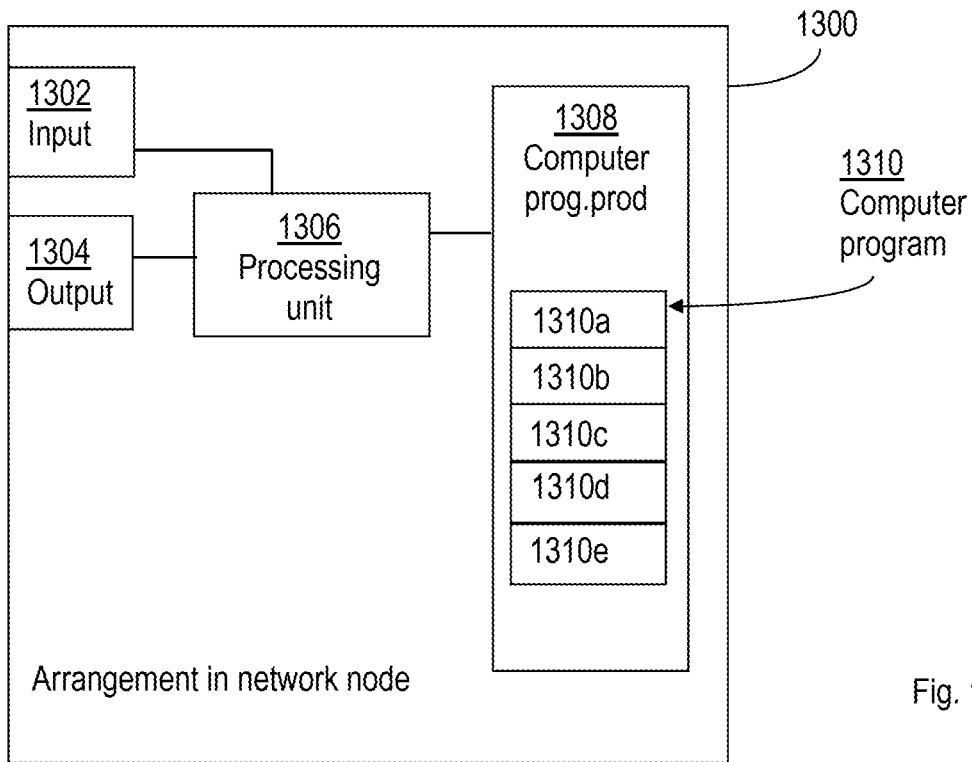 1300
1302
Input
1304
Output
1306
Processing
unit
1308
Computer
prog.prod
1310
Computer
program
1310a
1310b
1310c
1310d
1310e
Arrangement in network node
Fig.